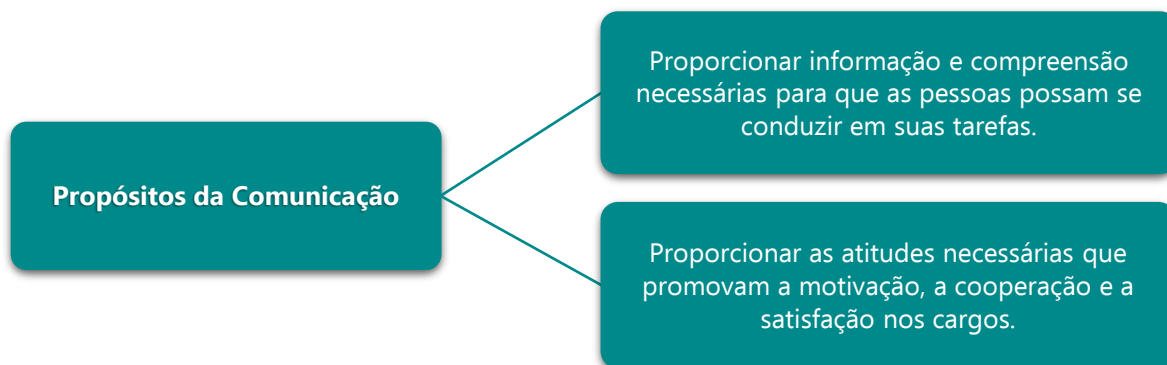 Propósitos da Comunicação
Proporcionar informação e compreensão
necessárias para que as pessoas possam se
conduzir em suas tarefas.
Proporcionar as atitudes necessárias que
promovam a motivação, a cooperação e a
satisfação nos cargos.